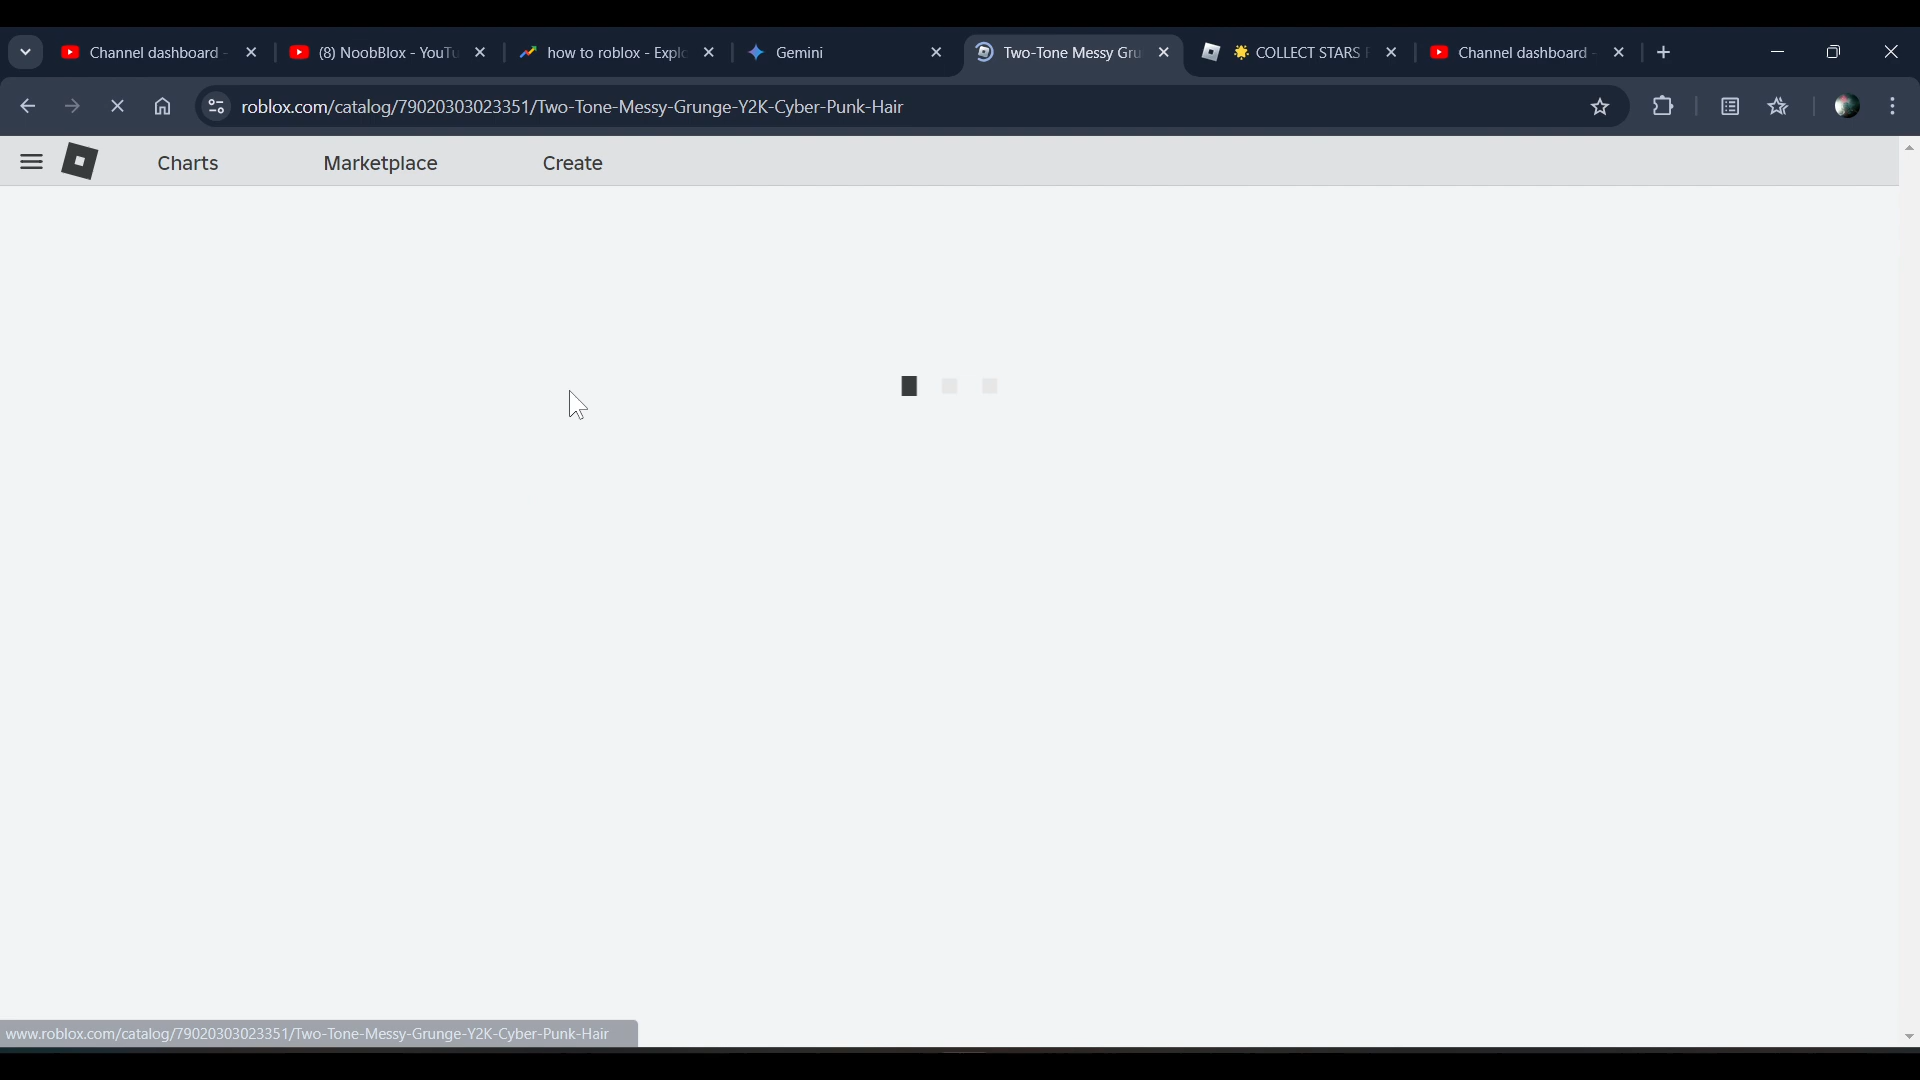 Channel dashboard -
(8) NoobBlox - YouTu
how to roblox - Explo
Gemini
Two-Tone Messy Gru
COLLECT STARS
Channel dashboard -
roblox.com/catalog/79020303023351/Two-Tone-Messy-Grunge-Y2K-Cyber-Punk-Hair
Charts
Marketplace
Create
www.roblox.com/catalog/79020303023351/Two-Tone-Messy-Grunge-Y2K-Cyber-Punk-Hair